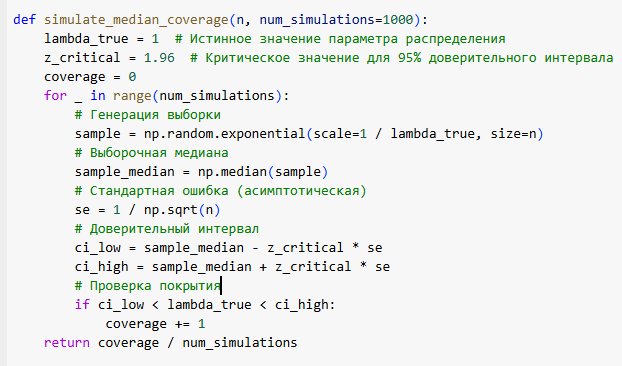 def simulate_median_coverage(n, num_simulations=1000):
    lambda_true = 1  # Истинное значение параметра распределения
    z_critical = 1.96  # Критическое значение для 95% доверительного интервала
    coverage = 0
    for _ in range(num_simulations):
        # Генерация выборки
        sample = np.random.exponential(scale=1 / lambda_true, size=n)
        # Выборочная медиана
        sample_median = np.median(sample)
        # Стандартная ошибка (асимптотическая)
        se = 1 / np.sqrt(n)
        # Доверительный интервал
        ci_low = sample_median - z_critical * se
        ci_high = sample_median + z_critical * se
        # Проверка покрытия
        if ci_low < lambda_true < ci_high:
            coverage += 1
    return coverage / num_simulations